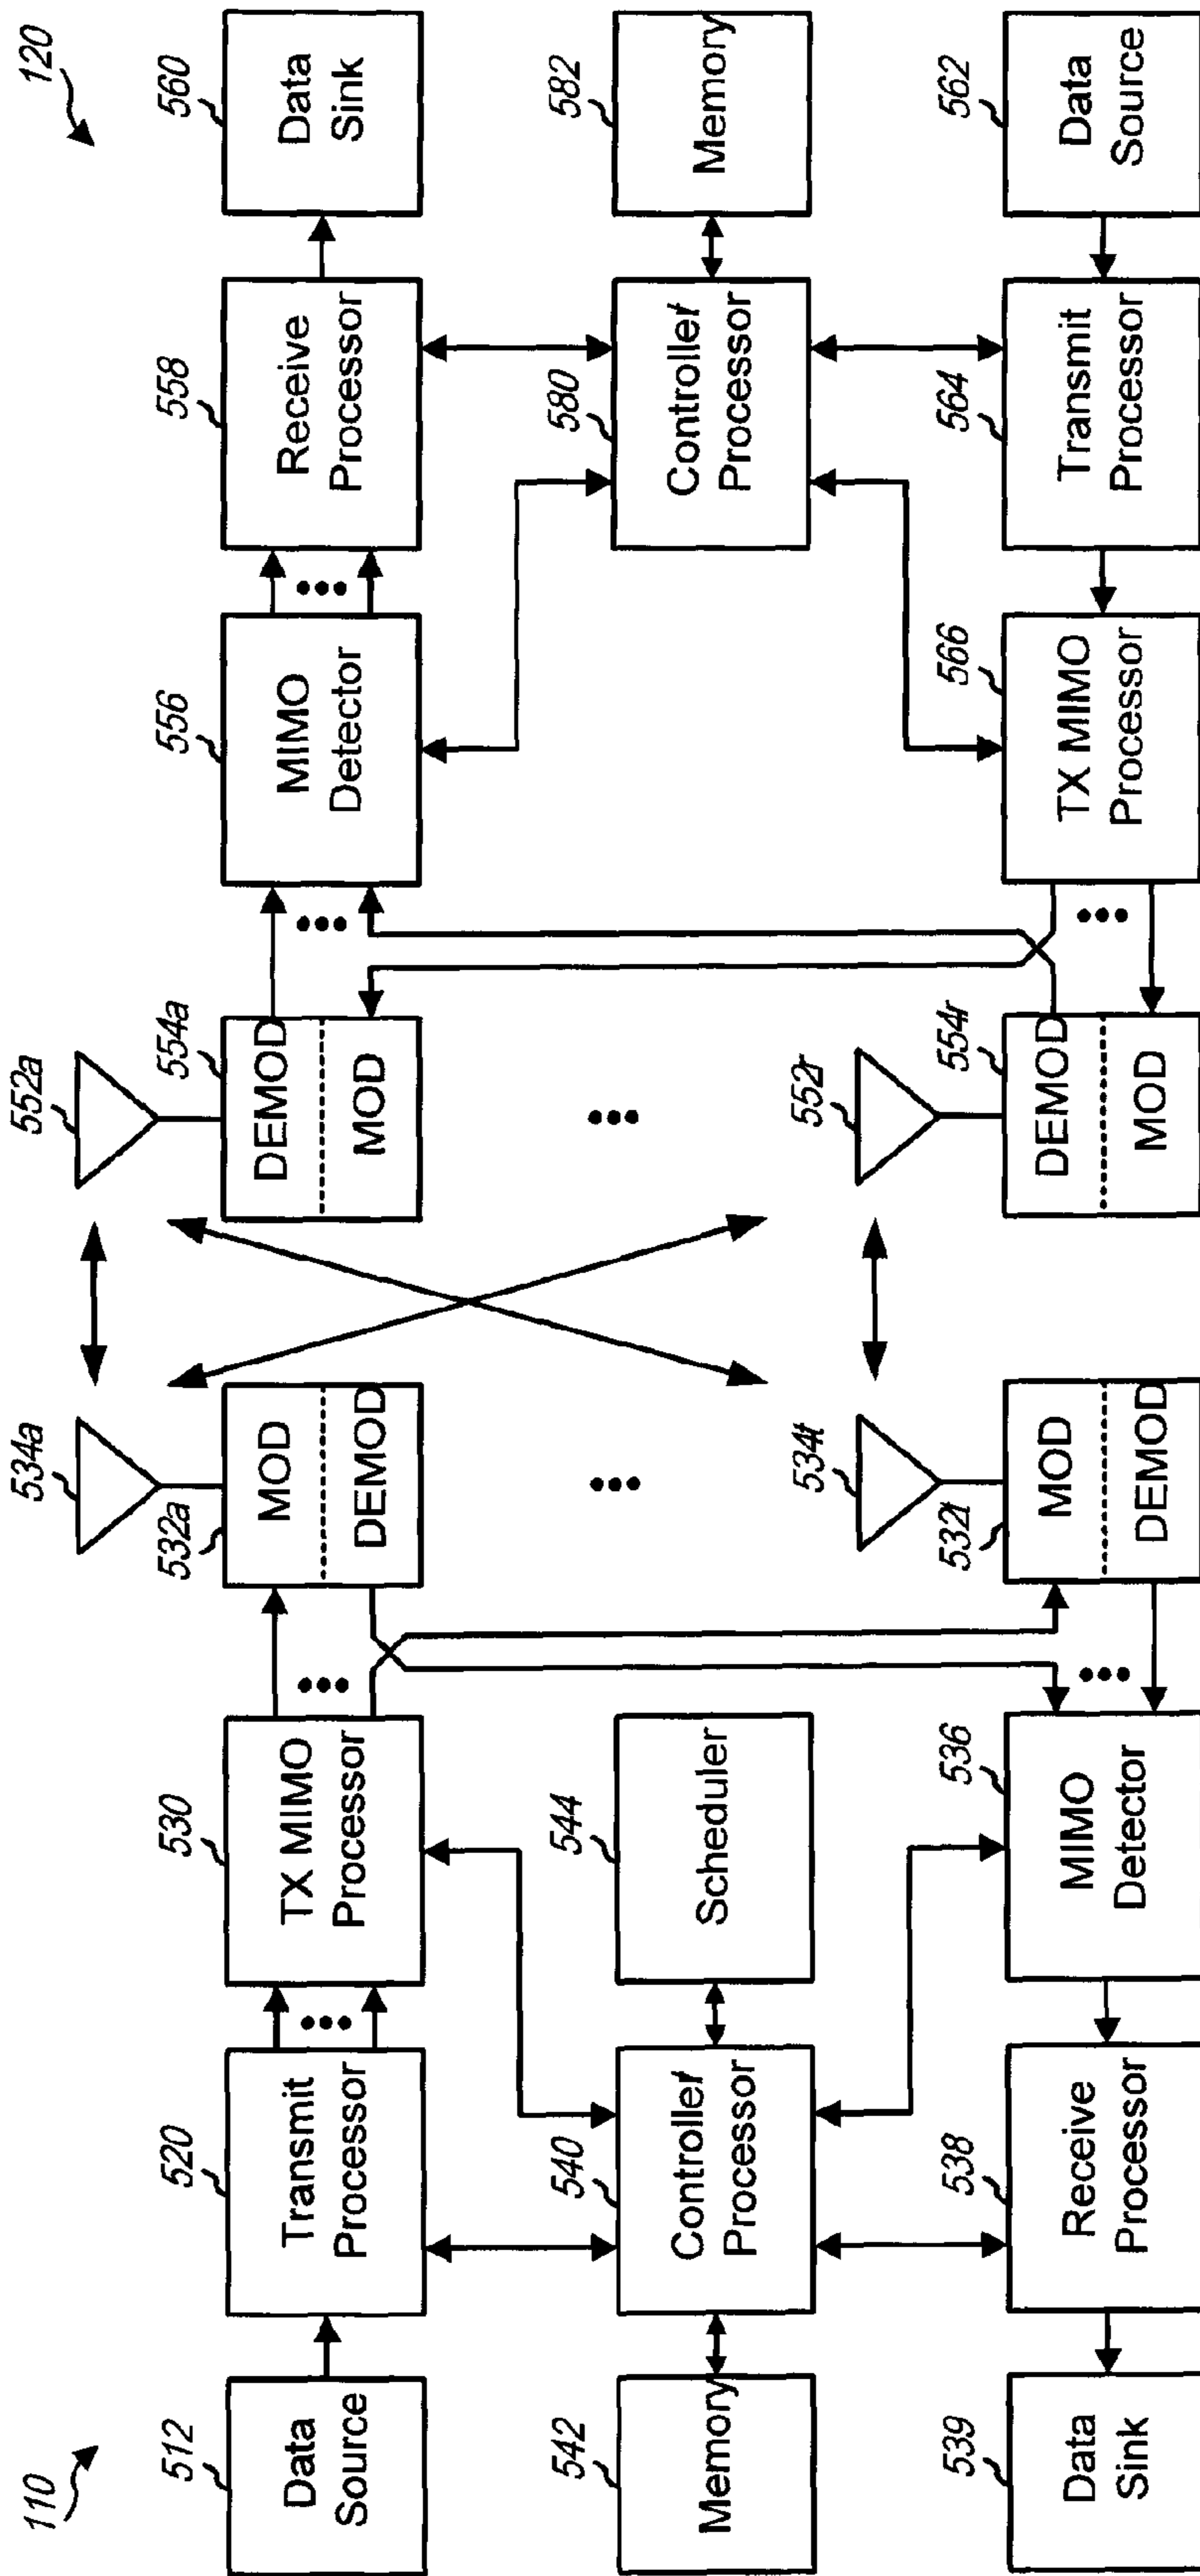 110
120
512
Data
Source
520
Transmit
Processor
530
TX MIMO
Processor
534a
532a
MOD
DEMOD
552a
554a
DEMOD
MOD
556
MIMO
Detector
558
Receive
Processor
560
Data
Sink
542
Memory
540
Controller/
Processor
544
Scheduler
580
Controller/
Processor
582
Memory
539
Data
Sink
538
Receive
Processor
536
MIMO
Detector
534t
532t
MOD
DEMOD
552r
554r
DEMOD
MOD
566
TX MIMO
Processor
564
Transmit
Processor
562
Data
Source